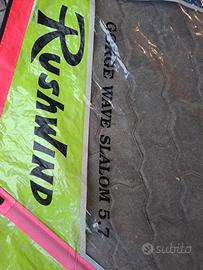 RUSHWIND
GORGE WAVE SLALOM 5.7
subito